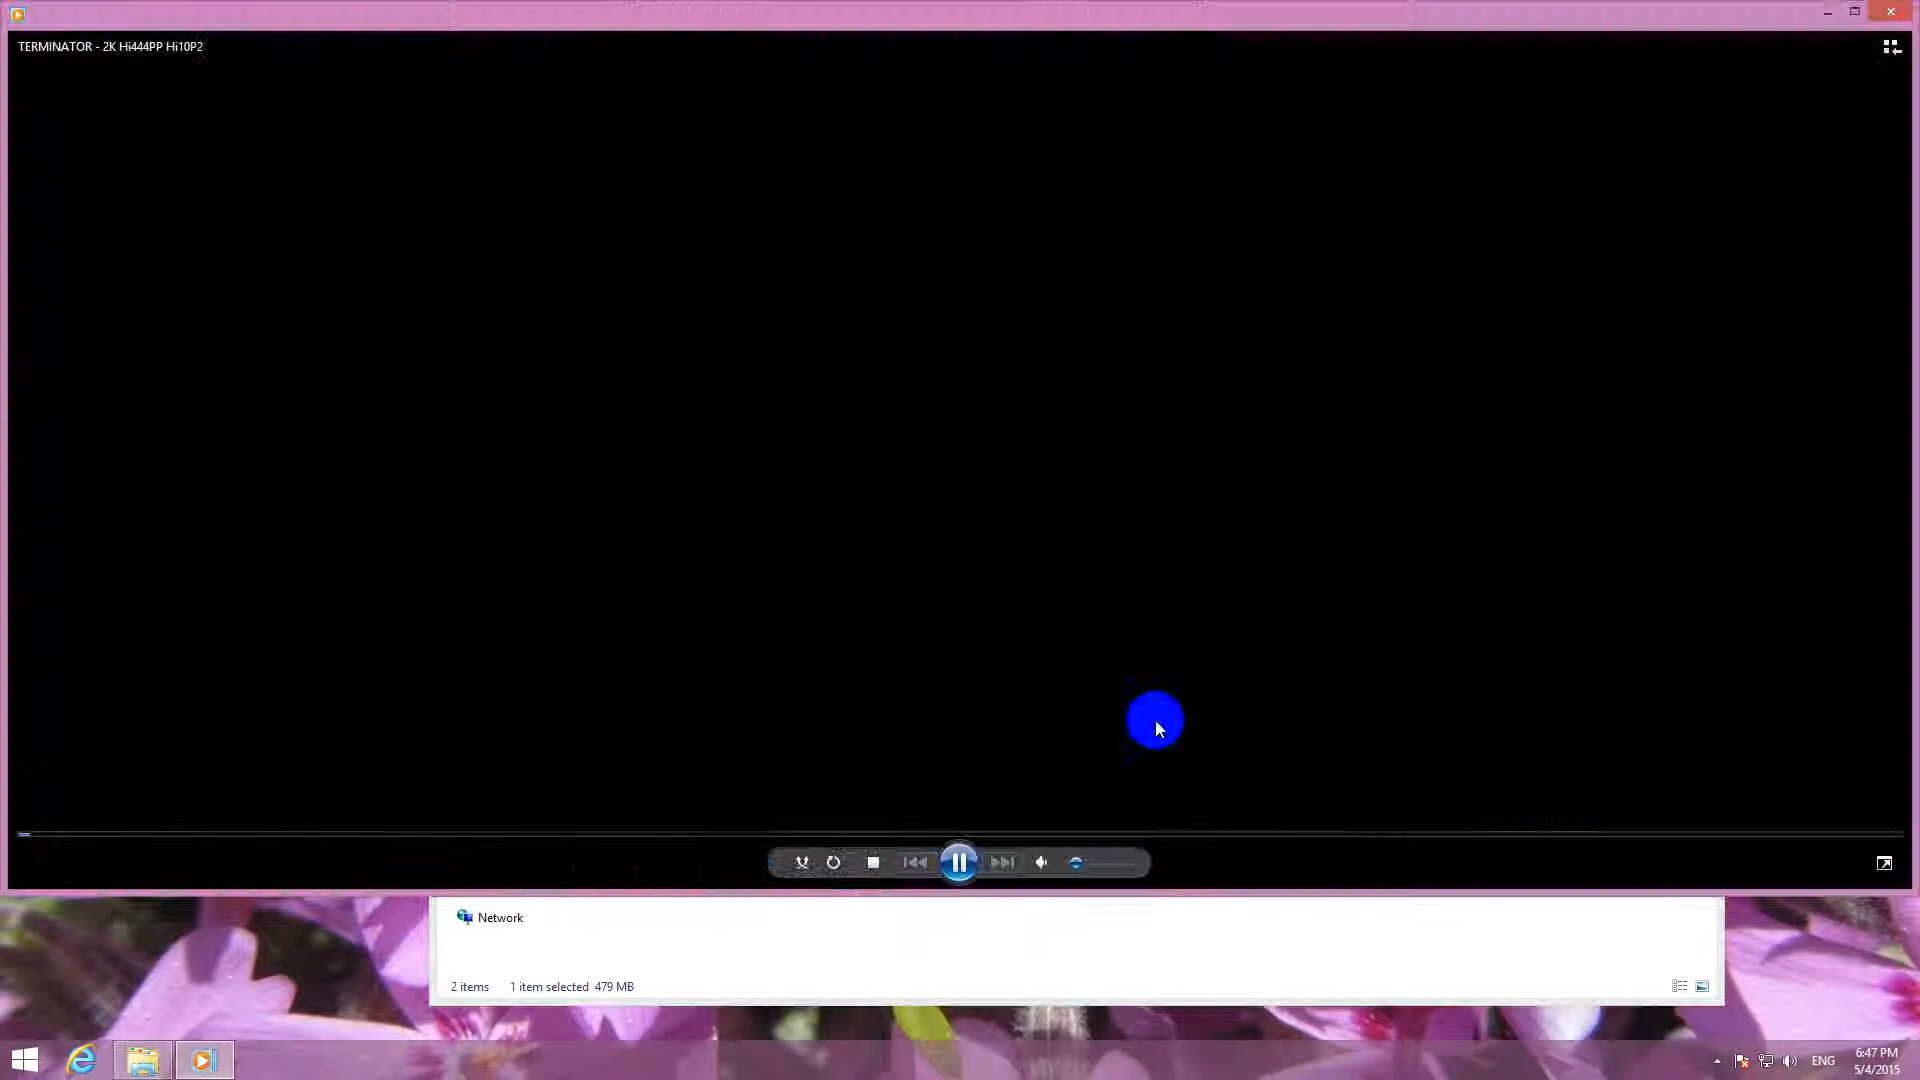 TERMINATOR - 2K Hi444PP Hi10P2
Network
2 items 1 item selected 479 MB
ENG
6:47 PM
5/4/2015